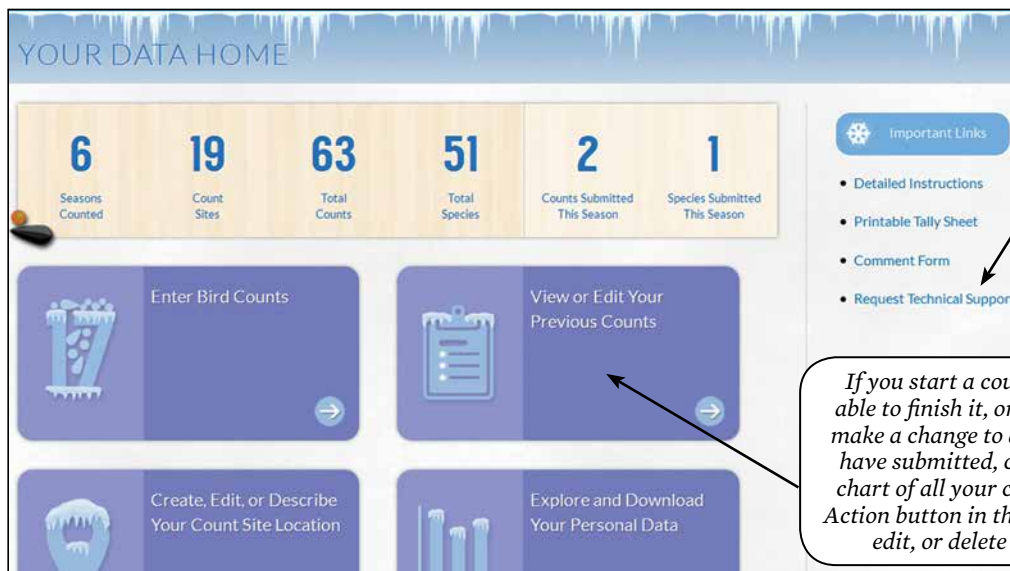 YOUR DATA HOME
6
Seasons
Counted
19
Count
Sites
63
Total
Counts
51
Total
Species
2
Counts Submitted
This Season
1
Species Submitted
This Season
Important Links
• Detailed Instructions
• Printable Tally Sheet
• Comment Form
• Request Technical Suppor
17
Enter Bird Counts
View or Edit Your
Previous Counts
Create, Edit, or Describe
Your Count Site Location
Explore and Download
Your Personal Data
If you start a cou
able to finish it, or
make a change to
have submitted, c
chart of all your c
Action button in th
edit, or delete